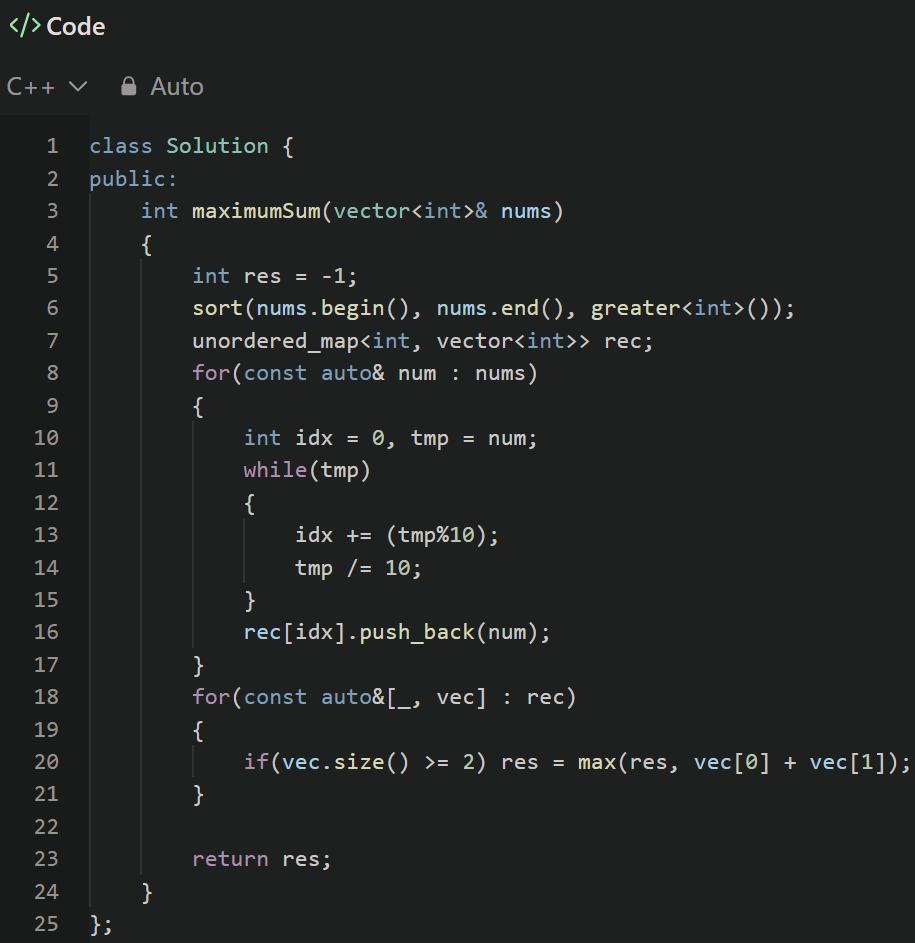 </> Code
C++ Auto
1 class Solution {
2 public:
3     int maximumSum(vector<int>& nums)
4     {
5         int res = -1;
6         sort(nums.begin(), nums.end(), greater<int>());
7         unordered_map<int, vector<int>> rec;
8         for(const auto& num : nums)
9         {
10             int idx = 0, tmp = num;
11             while(tmp)
12             {
13                 idx += (tmp%10);
14                 tmp /= 10;
15             }
16             rec[idx].push_back(num);
17         }
18         for(const auto&[_, vec] : rec)
19         {
20             if(vec.size() >= 2) res = max(res, vec[0] + vec[1]);
21         }
22
23         return res;
24     }
25 };